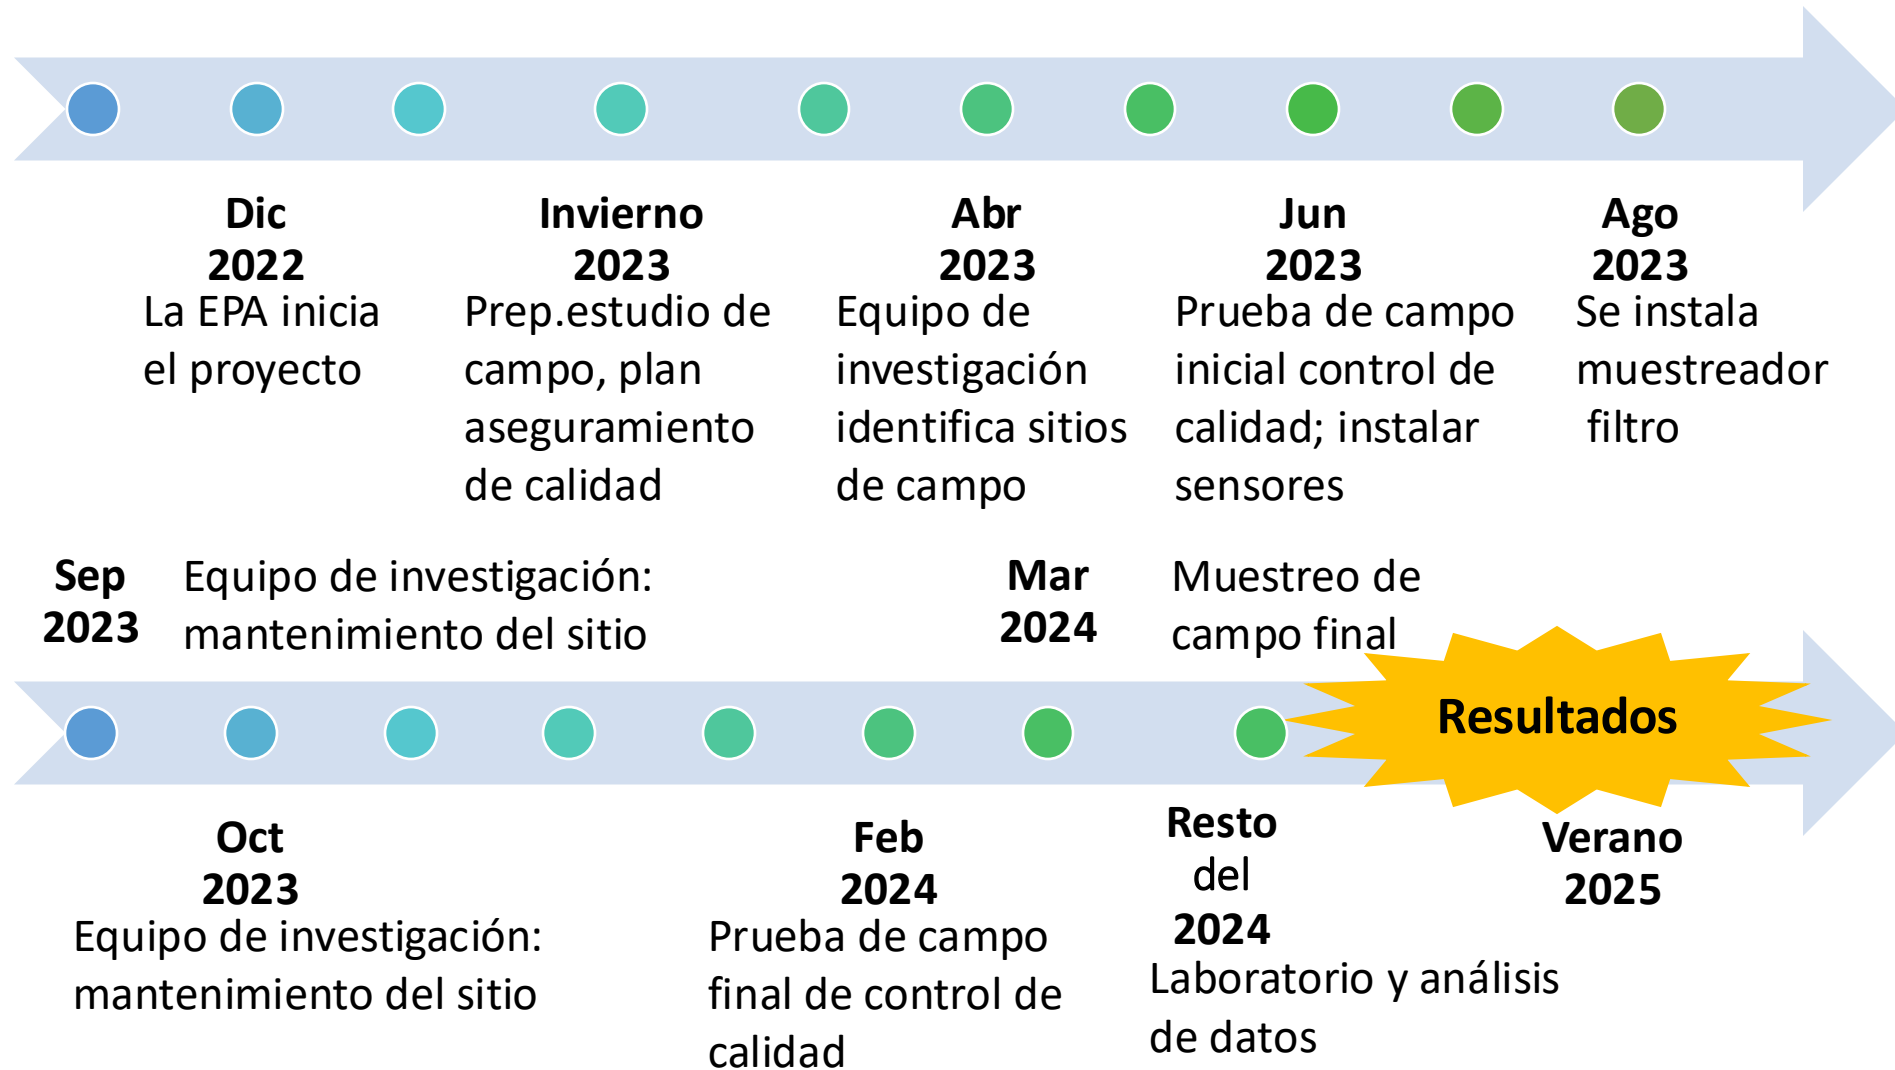 Dic
2022
La EPA inicia
el proyecto
Invierno
2023
Prep.estudio de
campo, plan
aseguramiento
de calidad
Abr
2023
Equipo de
investigación
identifica sitios
de campo
Jun
2023
Prueba de campo
inicial control de
calidad; instalar
sensores
Ago
2023
Se instala
muestreador
filtro
Sep
2023
Equipo de investigación:
mantenimiento del sitio
Oct
2023
Equipo de investigación:
mantenimiento del sitio
Feb
2024
Prueba de campo
final de control de
calidad
Mar
2024
Muestreo de
campo final
Resto
del
2024
Laboratorio y análisis
de datos
Resultados
Verano
2025